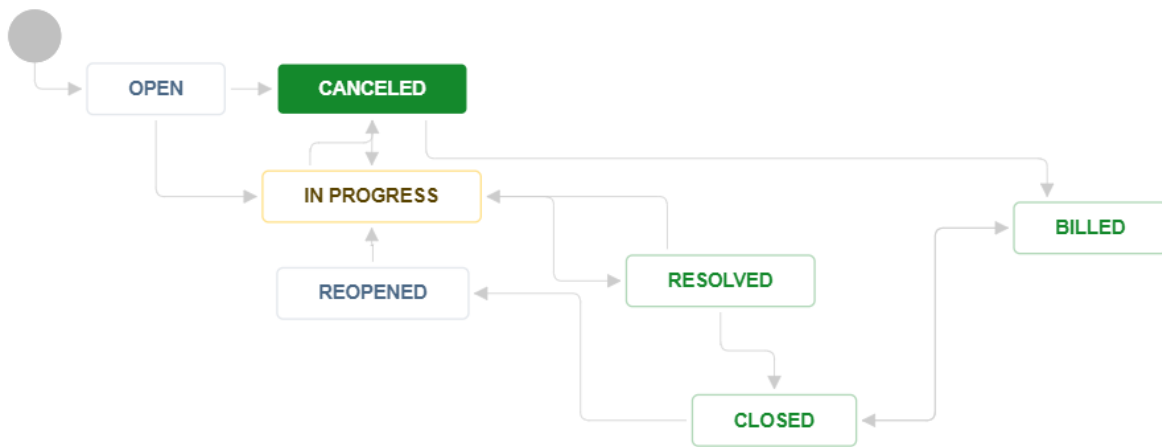 OPEN
CANCELED
IN PROGRESS
BILLED
RESOLVED
REOPENED
CLOSED